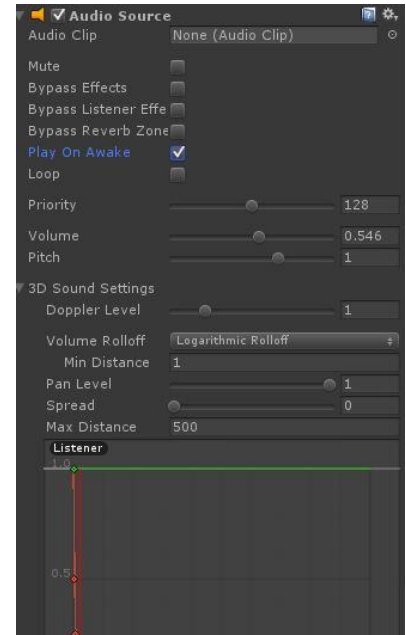 Audio Source
Audio Clip None (Audio Clip)
Mute
Bypass Effects
Bypass Listener Effe
Bypass Reverb Zone
Play On Awake
Loop
Priority 128
Volume 0.546
Pitch 1
3D Sound Settings
Doppler Level 1
Volume Rolloff Logarithmic Rolloff
Min Distance 1
Pan Level 1
Spread 0
Max Distance 500
Listener
1.0
0.5